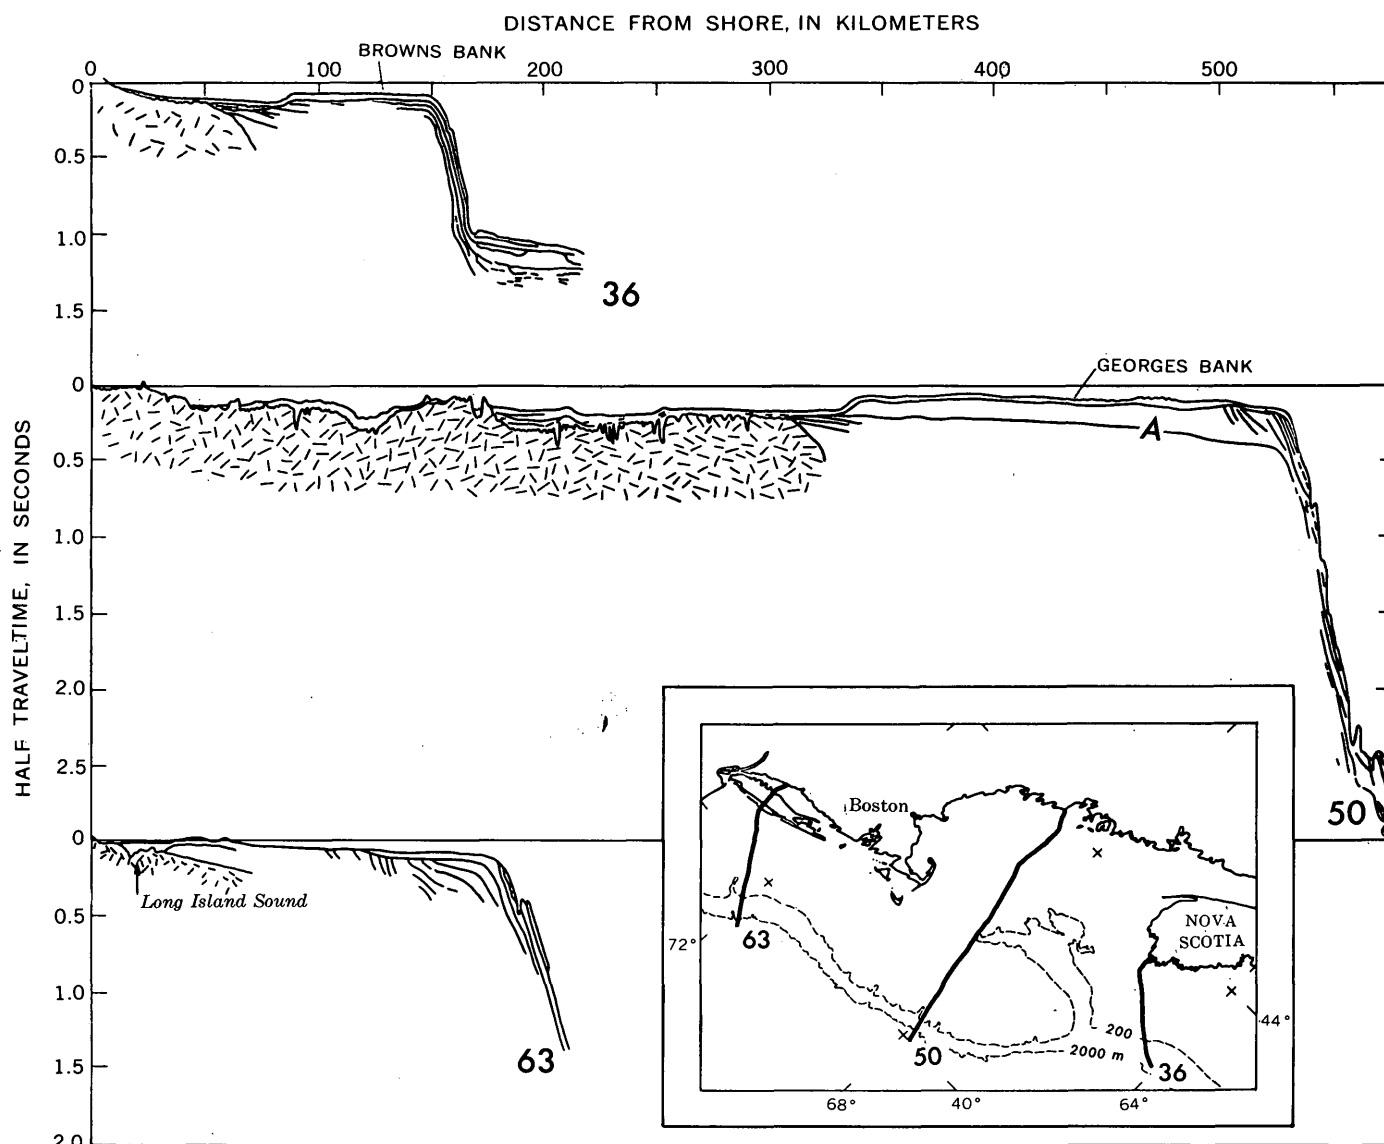 DISTANCE FROM SHORE, IN KILOMETERS
BROWNS BANK
0 100 200 300 400 500
0
0.5
1.0
1.5
36
0
GEORGES BANK
A
0.5
1.0
1.5
2.0
2.5
50
HALF TRAVELTIME, IN SECONDS
0
Long Island Sound
0.5
1.0
1.5
2.0
63
Boston
NOVA
SCOTIA
72°
63
200
44°
2000 m
50
36
68° 40° 64°